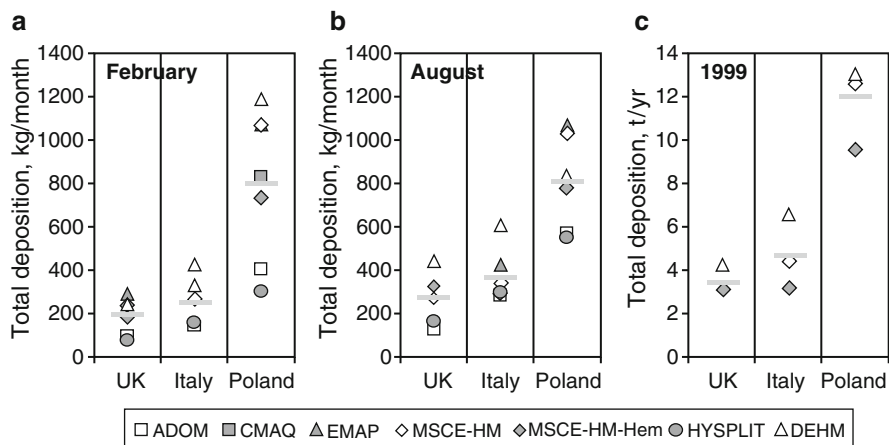 a
b
c
Total deposition, kg/month
1400
1200
1000
800
600
400
200
0
February
UK Italy Poland
Total deposition, kg/month
1400
1200
1000
800
600
400
200
0
August
UK Italy Poland
Total deposition, t/yr
14
12
10
8
6
4
2
0
1999
UK Italy Poland
ADOM CMAQ EMAP MSCE-HM MSCE-HM-Hem HYSPLIT DEHM